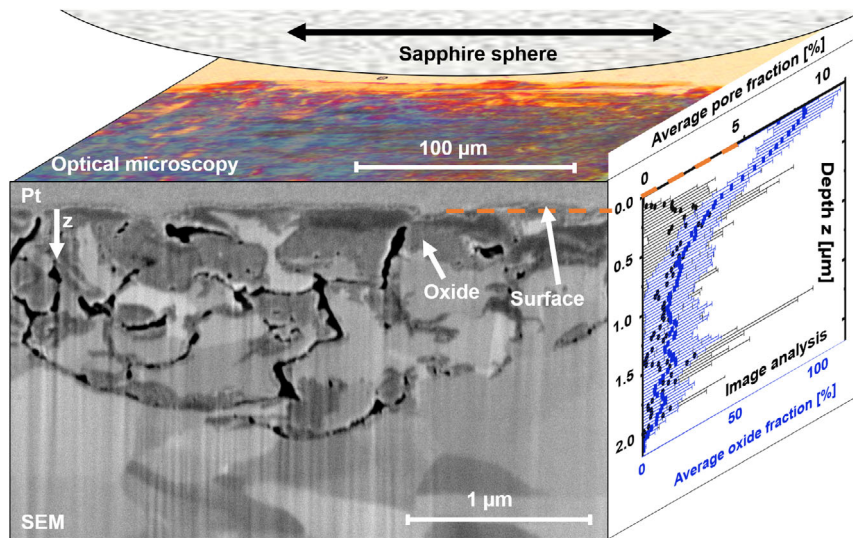 Sapphire sphere
Optical microscopy
100 µm
Average pore fraction [%]
0
5
10
Pt
z
Oxide
Surface
SEM
1 µm
0.0
0.5
1.0
1.5
2.0
Depth z [µm]
Image analysis
0
50
100
Average oxide fraction [%]